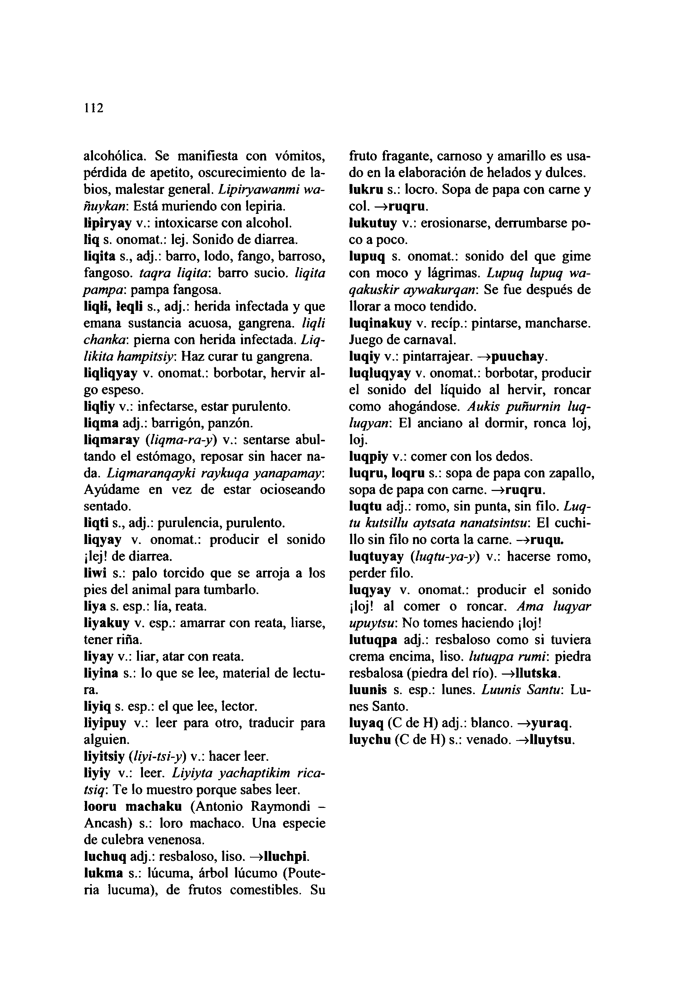 112
alcohólica. Se manifiesta con vómitos,
pérdida de apetito, oscurecimiento de la-
bios, malestar general. Lipiryawanmi wa-
ñuykan: Está muriendo con lepiria.
lipiryay v.: intoxicarse con alcohol.
liq s. onomat.: lej. Sonido de diarrea.
liqita s., adj.: barro, lodo, fango, barroso,
fangoso. taqra liqita: barro sucio. liqita
pampa: pampa fangosa.
liqli, leqli s., adj.: herida infectada y que
emana sustancia acuosa, gangrena. liqli
chanka: pierna con herida infectada. Liq-
likita hampitsiy: Haz curar tu gangrena.
liqliqyay v. onomat.: borbotar, hervir al-
go espeso.
liqliy v.: infectarse, estar purulento.
liqma adj.: barrigón, panzón.
liqmaray (liqma-ra-y) v.: sentarse abul-
tando el estómago, reposar sin hacer na-
da. Liqmaranqayki raykuqa yanapamay:
Ayúdame en vez de estar ocioseando
sentado.
liqti s., adj.: purulencia, purulento.
liqyay v. onomat.: producir el sonido
¡lej! de diarrea.
liwi s.: palo torcido que se arroja a los
pies del animal para tumbarlo.
liya s. esp.: lía, reata.
liyakuy v. esp.: amarrar con reata, liarse,
tener riña.
liyay v.: liar, atar con reata.
liyina s.: lo que se lee, material de lectu-
ra.
liyiq s. esp.: el que lee, lector.
liyipuy v.: leer para otro, traducir para
alguien.
liyitsiy (liyi-tsi-y) v.: hacer leer.
liyiy v.: leer. Liyiyta yachaptikim rica-
tsiq: Te lo muestro porque sabes leer.
looru machaku (Antonio Raymondi –
Ancash) s.: loro machaco. Una especie
de culebra venenosa.
luchuq adj.: resbaloso, liso. →lluchpi.
lukma s.: lúcuma, árbol lúcumo (Poute-
ria lucuma), de frutos comestibles. Su
fruto fragante, carnoso y amarillo es usa-
do en la elaboración de helados y dulces.
lukru s.: locro. Sopa de papa con carne y
col. →ruqru.
lukutuy v.: erosionarse, derrumbarse po-
co a poco.
lupuq s. onomat.: sonido del que gime
con moco y lágrimas. Lupuq lupuq wa-
qakuskir aywakurqan: Se fue después de
llorar a moco tendido.
luqinakuy v. recíp.: pintarse, mancharse.
Juego de carnaval.
luqiy v.: pintarrajear. →puuchay.
luqluqyay v. onomat.: borbotar, producir
el sonido del líquido al hervir, roncar
como ahogándose. Aukis puñurnin luq-
luqyan: El anciano al dormir, ronca loj,
loj.
luqpiy v.: comer con los dedos.
luqru, loqru s.: sopa de papa con zapallo,
sopa de papa con carne. →ruqru.
luqtu adj.: romo, sin punta, sin filo. Luq-
tu kutsillu aytsata nanatsintsu: El cuchi-
llo sin filo no corta la carne. →ruqu.
luqtuyay (luqtu-ya-y) v.: hacerse romo,
perder filo.
luqyay v. onomat.: producir el sonido
¡loj! al comer o roncar. Ama luqyar
upuytsu: No tomes haciendo ¡loj!
lutuqpa adj.: resbaloso como si tuviera
crema encima, liso. lutuqpa rumi: piedra
resbalosa (piedra del río). →llutska.
luunis s. esp.: lunes. Luunis Santu: Lu-
nes Santo.
luyaq (C de H) adj.: blanco. →yuraq.
luychu (C de H) s.: venado. →lluytsu.